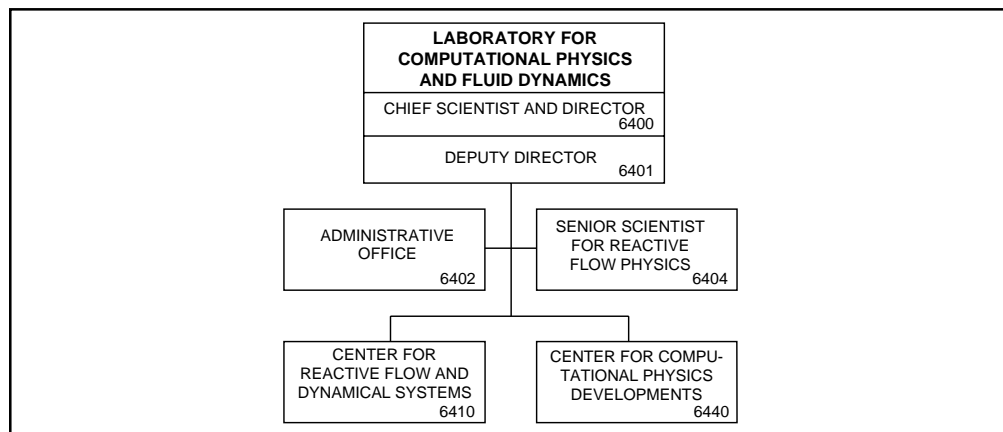 LABORATORY FOR
COMPUTATIONAL PHYSICS
AND FLUID DYNAMICS
CHIEF SCIENTIST AND DIRECTOR
6400
DEPUTY DIRECTOR
6401
ADMINISTRATIVE
OFFICE
6402
SENIOR SCIENTIST
FOR REACTIVE
FLOW PHYSICS
6404
CENTER FOR
REACTIVE FLOW AND
DYNAMICAL SYSTEMS
6410
CENTER FOR COMPU-
TATIONAL PHYSICS
DEVELOPMENTS
6440